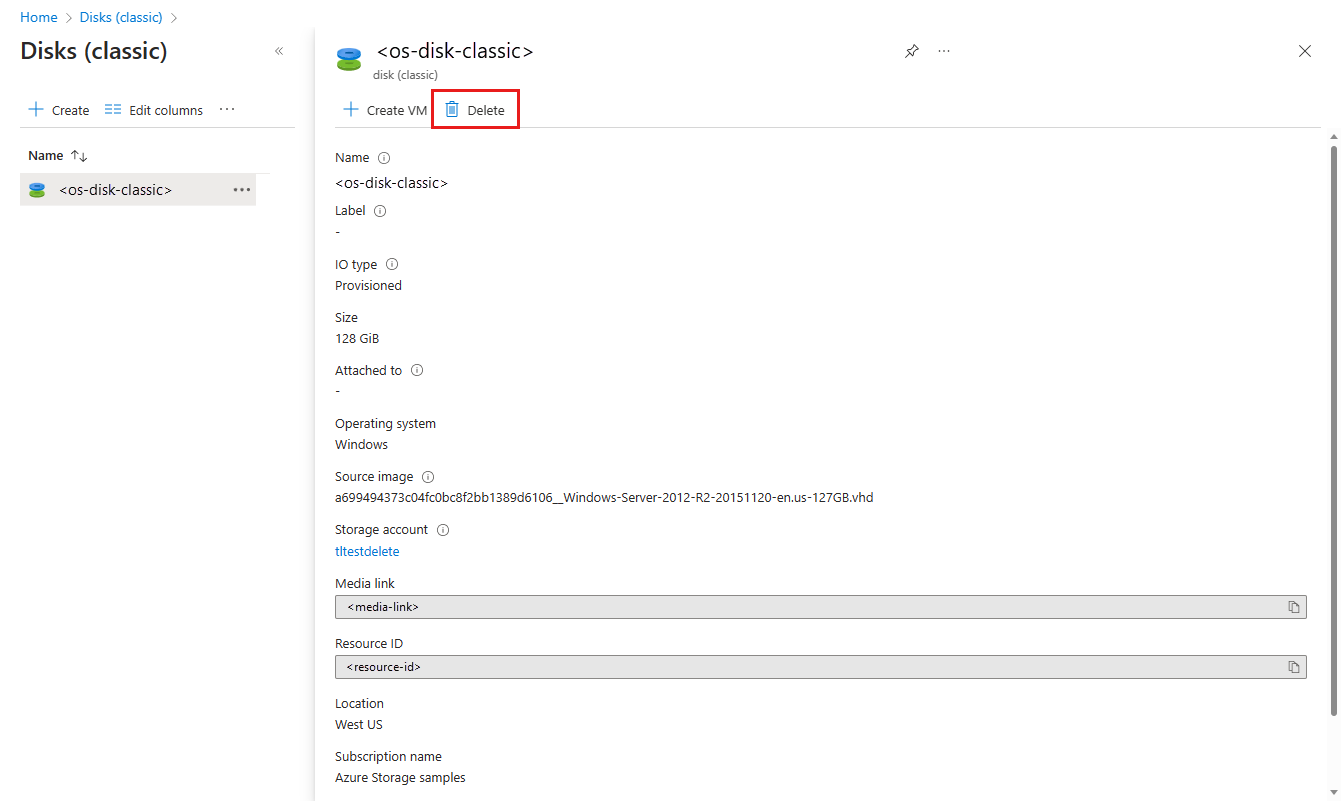 Home > Disks (classic) >
Disks (classic) «
+ Create Edit columns ...
Name ↑↓
<os-disk-classic> ...
<os-disk-classic> ...
disk (classic)
+ Create VM Delete
Name
<os-disk-classic>
Label
-
IO type
Provisioned
Size
128 GiB
Attached to
-
Operating system
Windows
Source image
a699494373c04fc0bc8f2bb1389d6106__Windows-Server-2012-R2-20151120-en.us-127GB.vhd
Storage account
tltestdelete
Media link
<media-link>
Resource ID
<resource-id>
Location
West US
Subscription name
Azure Storage samples